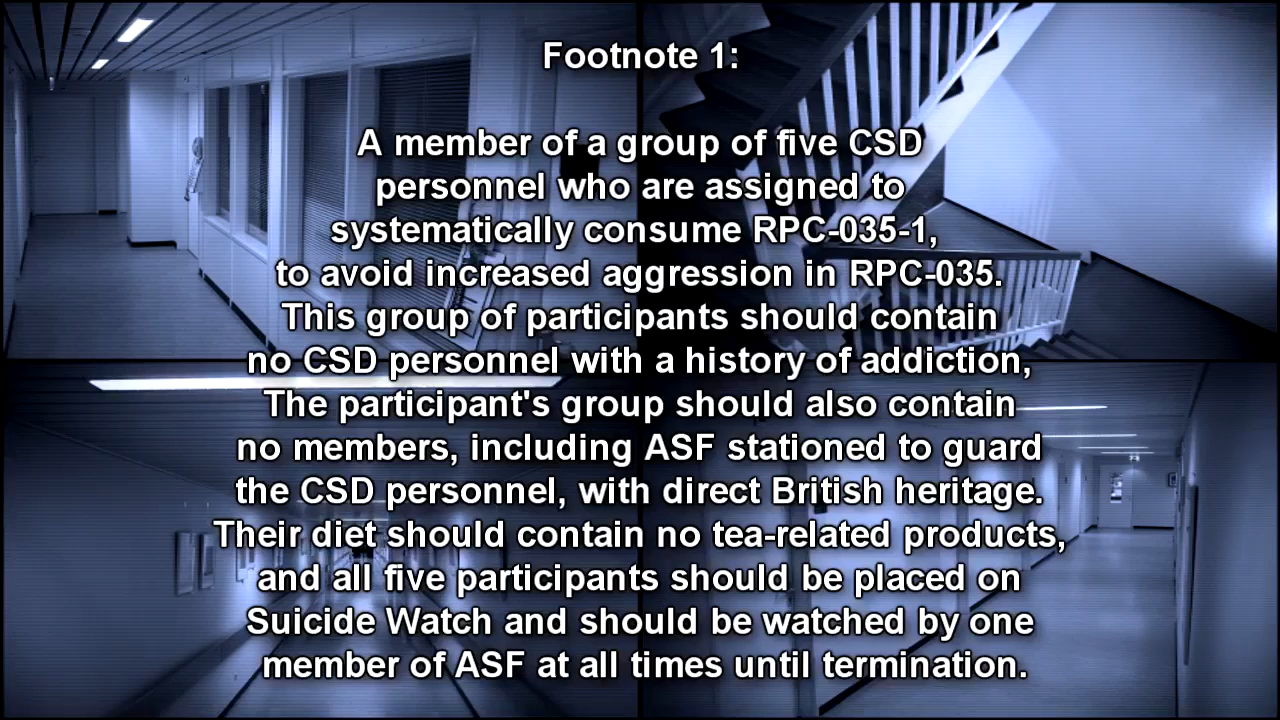 Footnote 1:
A member of a group of five CSD
personnel who are assigned to
systematically consume RPC-035-1,
to avoid increased aggression in RPC-035.
This group of participants should contain
no CSD personnel with a history of addiction,
The participant's group should also contain
no members, including ASF stationed to guard
the CSD personnel, with direct British heritage.
Their diet should contain no tea-related products,
and all five participants should be placed on
Suicide Watch and should be watched by one
member of ASF at all times until termination.